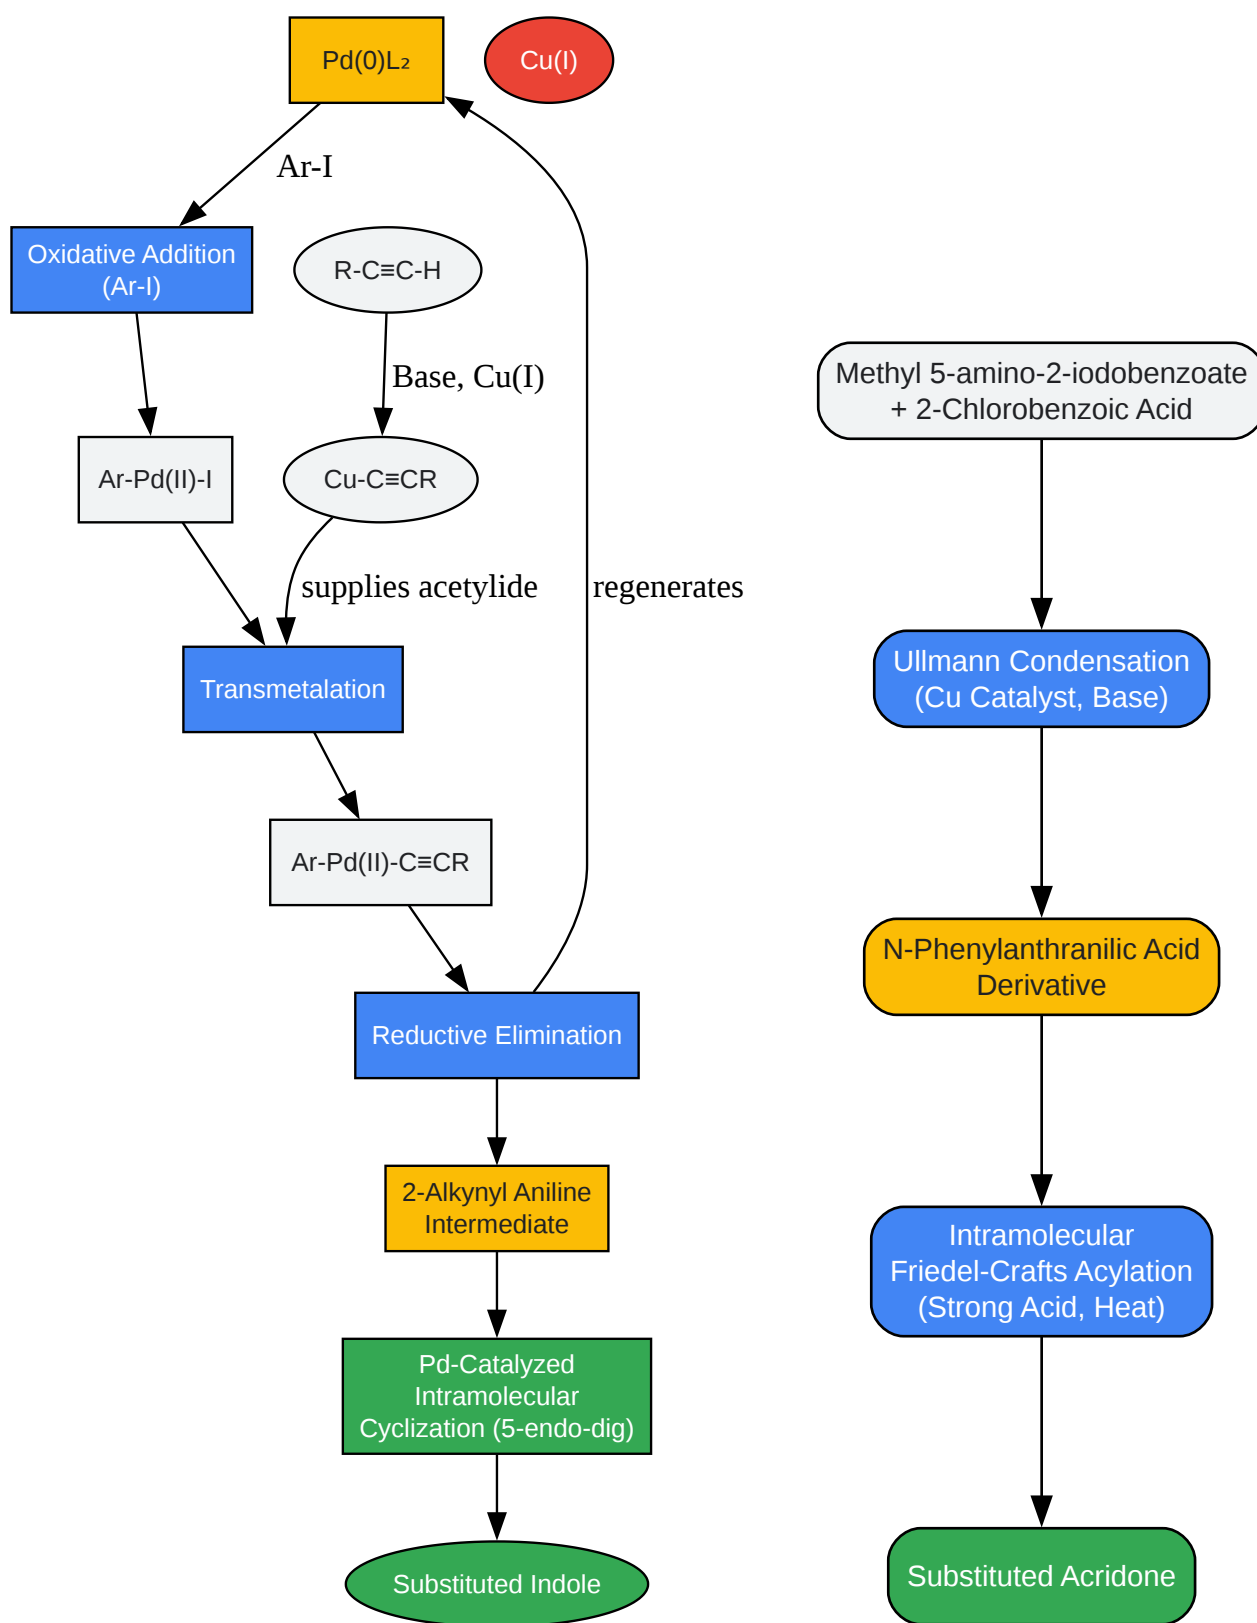 Pd(0)L₂
Cu(I)
Ar-I
Oxidative Addition
(Ar-I)
R-C≡C-H
Base, Cu(I)
Ar-Pd(II)-I
Cu-C≡CR
supplies acetylide
regenerates
Transmetalation
Ar-Pd(II)-C≡CR
Reductive Elimination
2-Alkynyl Aniline
Intermediate
Pd-Catalyzed
Intramolecular
Cyclization (5-endo-dig)
Substituted Indole
Methyl 5-amino-2-iodobenzoate
+ 2-Chlorobenzoic Acid
Ullmann Condensation
(Cu Catalyst, Base)
N-Phenylanthranilic Acid
Derivative
Intramolecular
Friedel-Crafts Acylation
(Strong Acid, Heat)
Substituted Acridone